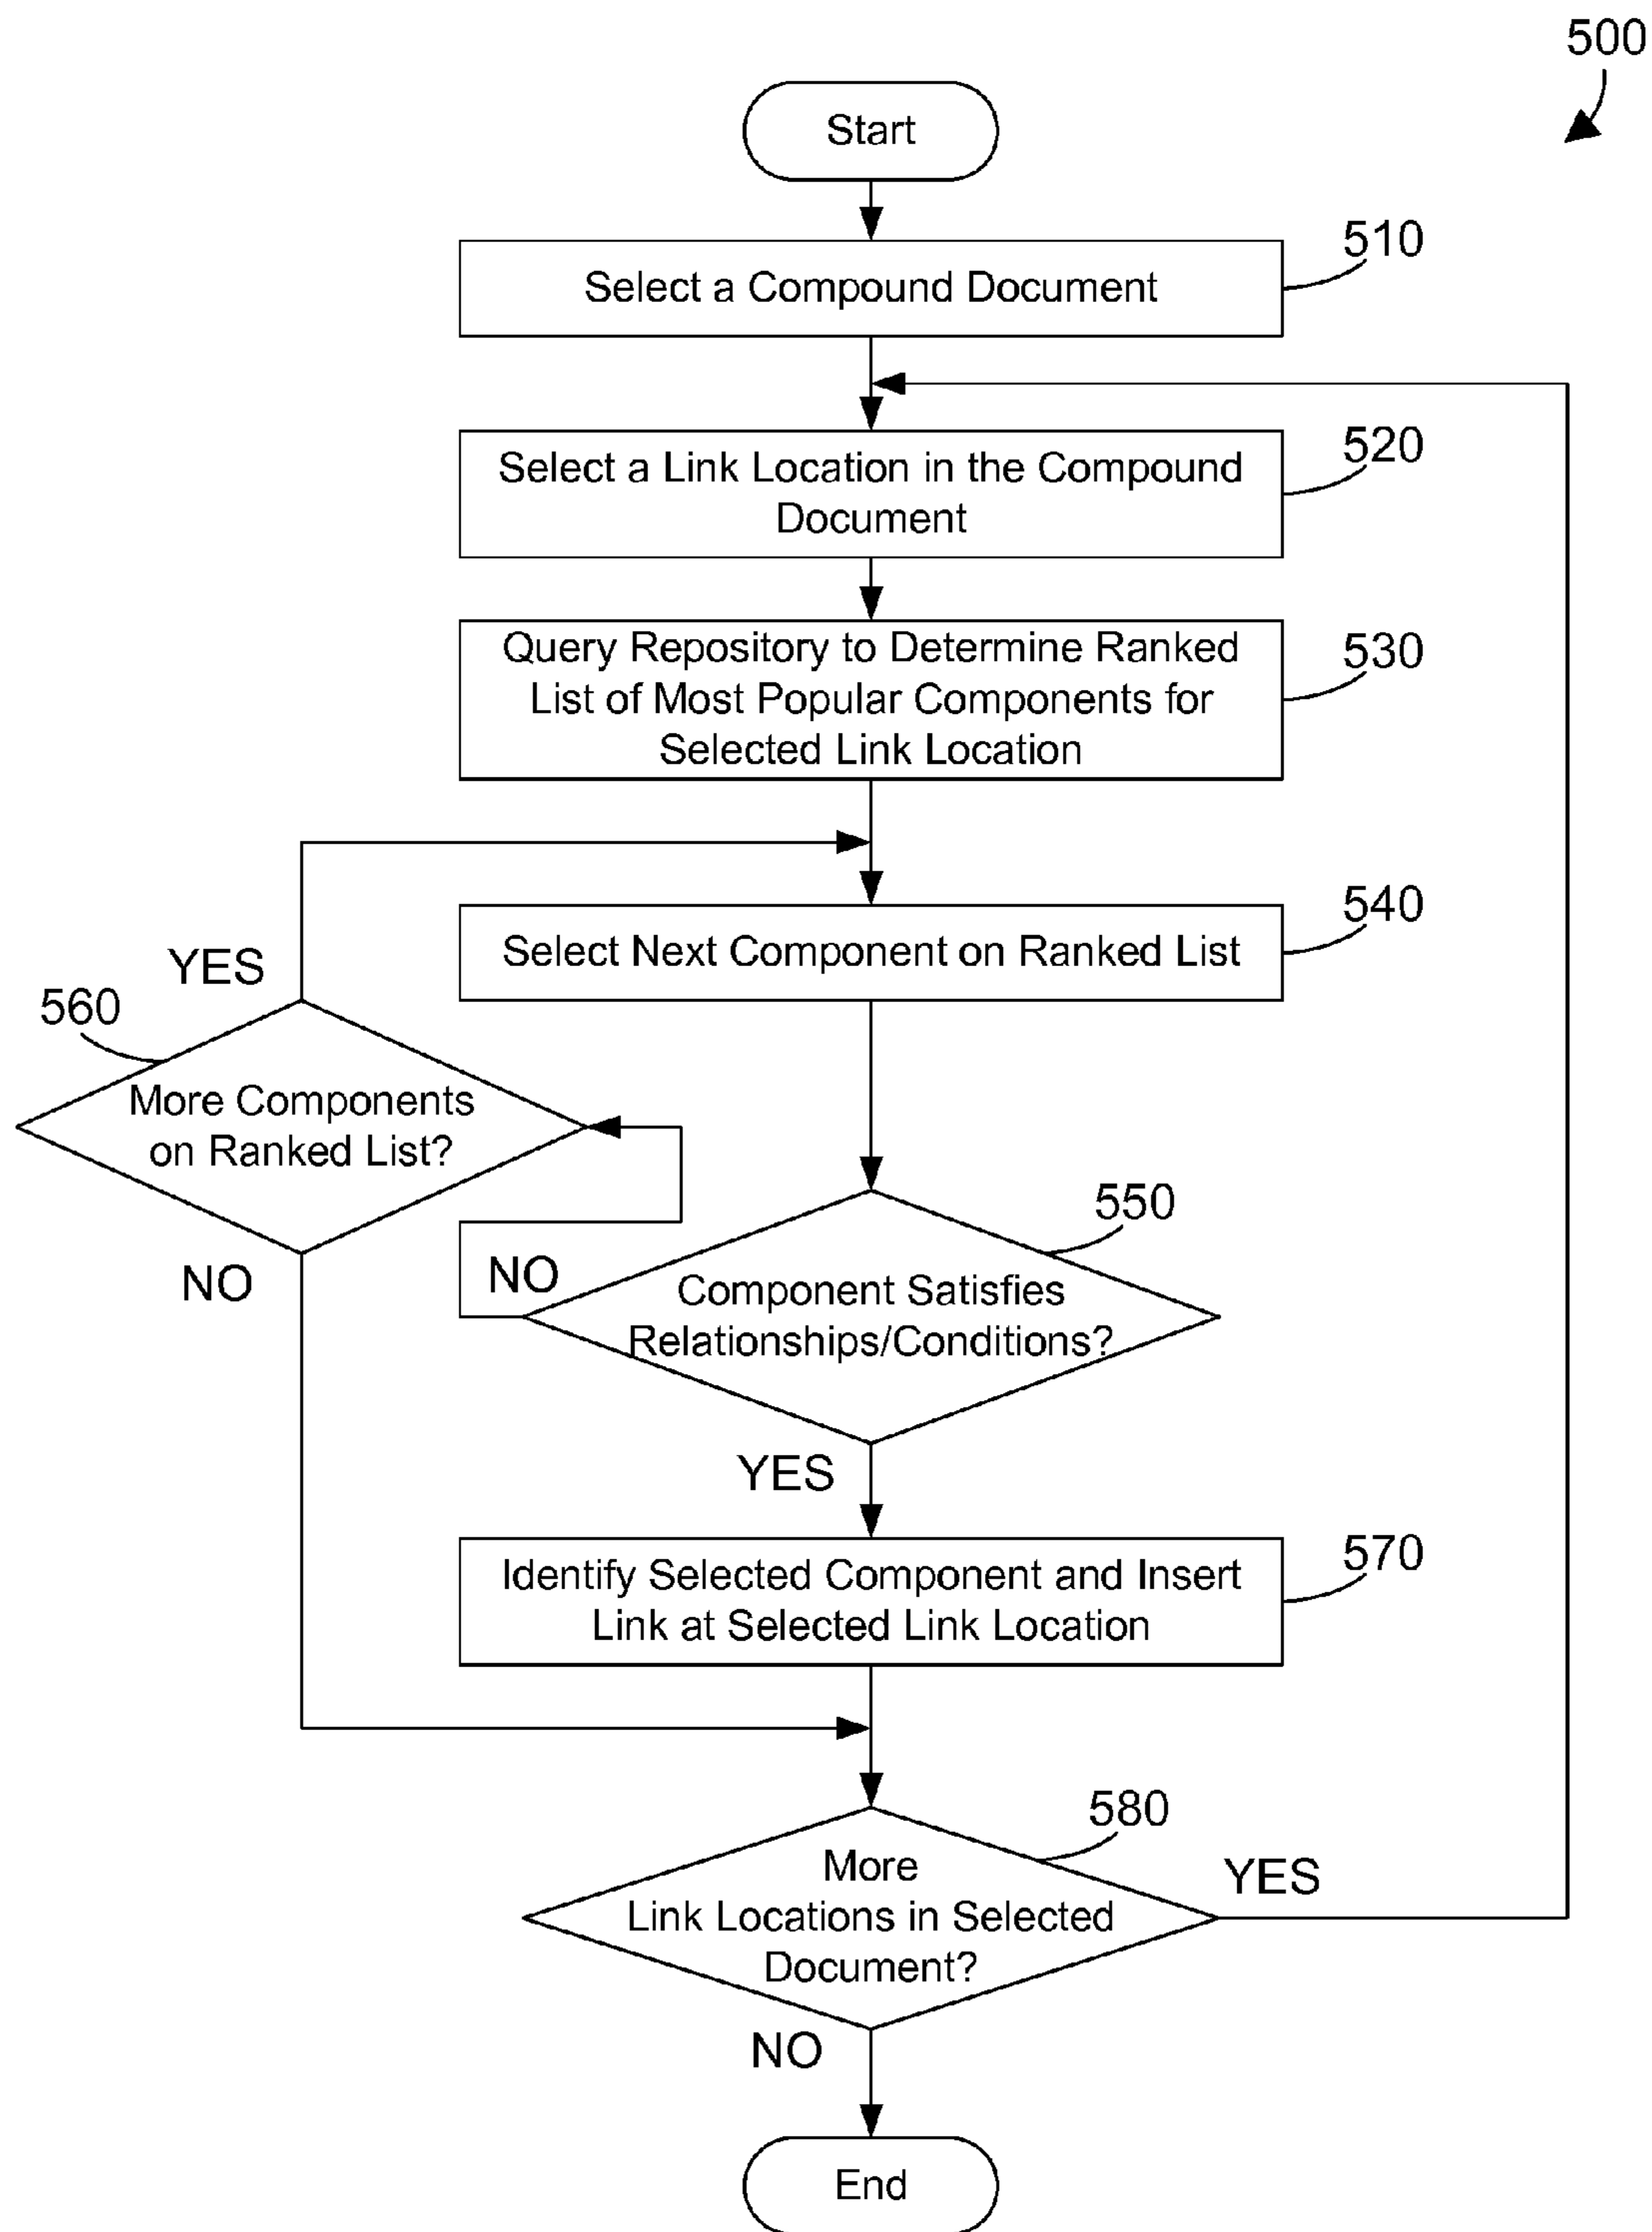 500
Start
510
Select a Compound Document
520
Select a Link Location in the Compound
Document
530
Query Repository to Determine Ranked
List of Most Popular Components for
Selected Link Location
540
Select Next Component on Ranked List
YES
560
More Components
on Ranked List?
NO
550
NO
Component Satisfies
Relationships/Conditions?
YES
570
Identify Selected Component and Insert
Link at Selected Link Location
580
More
Link Locations in Selected
Document?
YES
NO
End